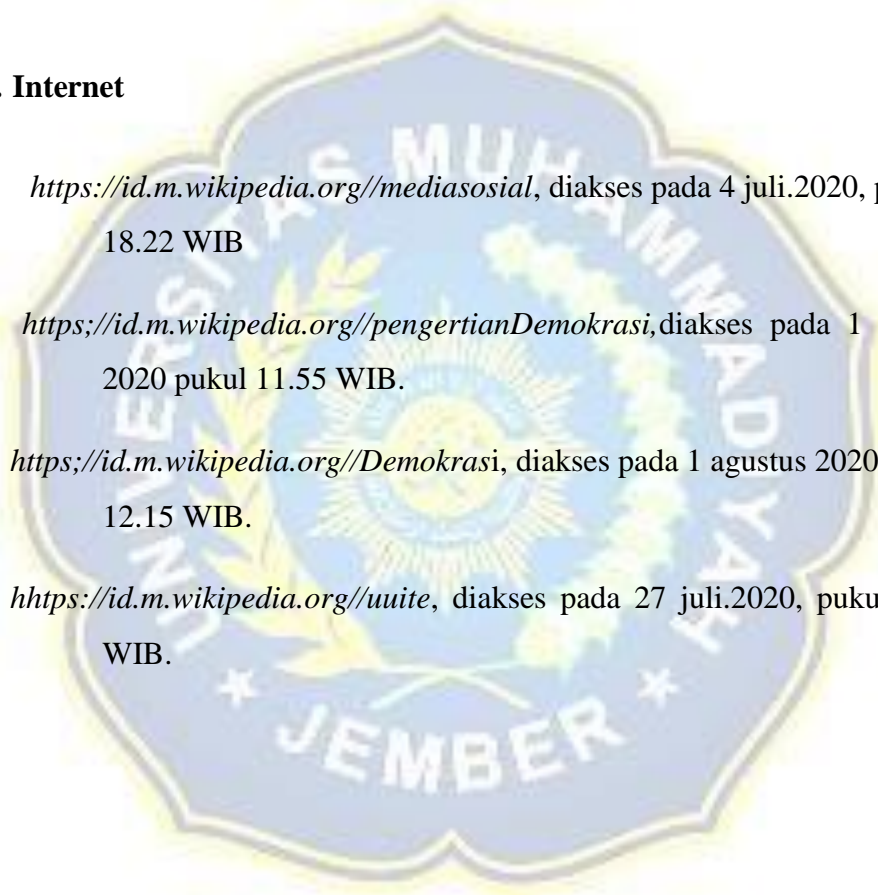 . Internet
https://id.m.wikipedia.org//mediasosial, diakses pada 4 juli.2020, p
18.22 WIB
https;//id.m.wikipedia.org//pengertianDemokrasi,diakses pada 1
2020 pukul 11.55 WIB.
https;//id.m.wikipedia.org//Demokrasi, diakses pada 1 agustus 2020
12.15 WIB.
hhtps://id.m.wikipedia.org//uuite, diakses pada 27 juli.2020, puku
WIB.
UNIVERSITAS MUHAMMADIYAH
JEMBER